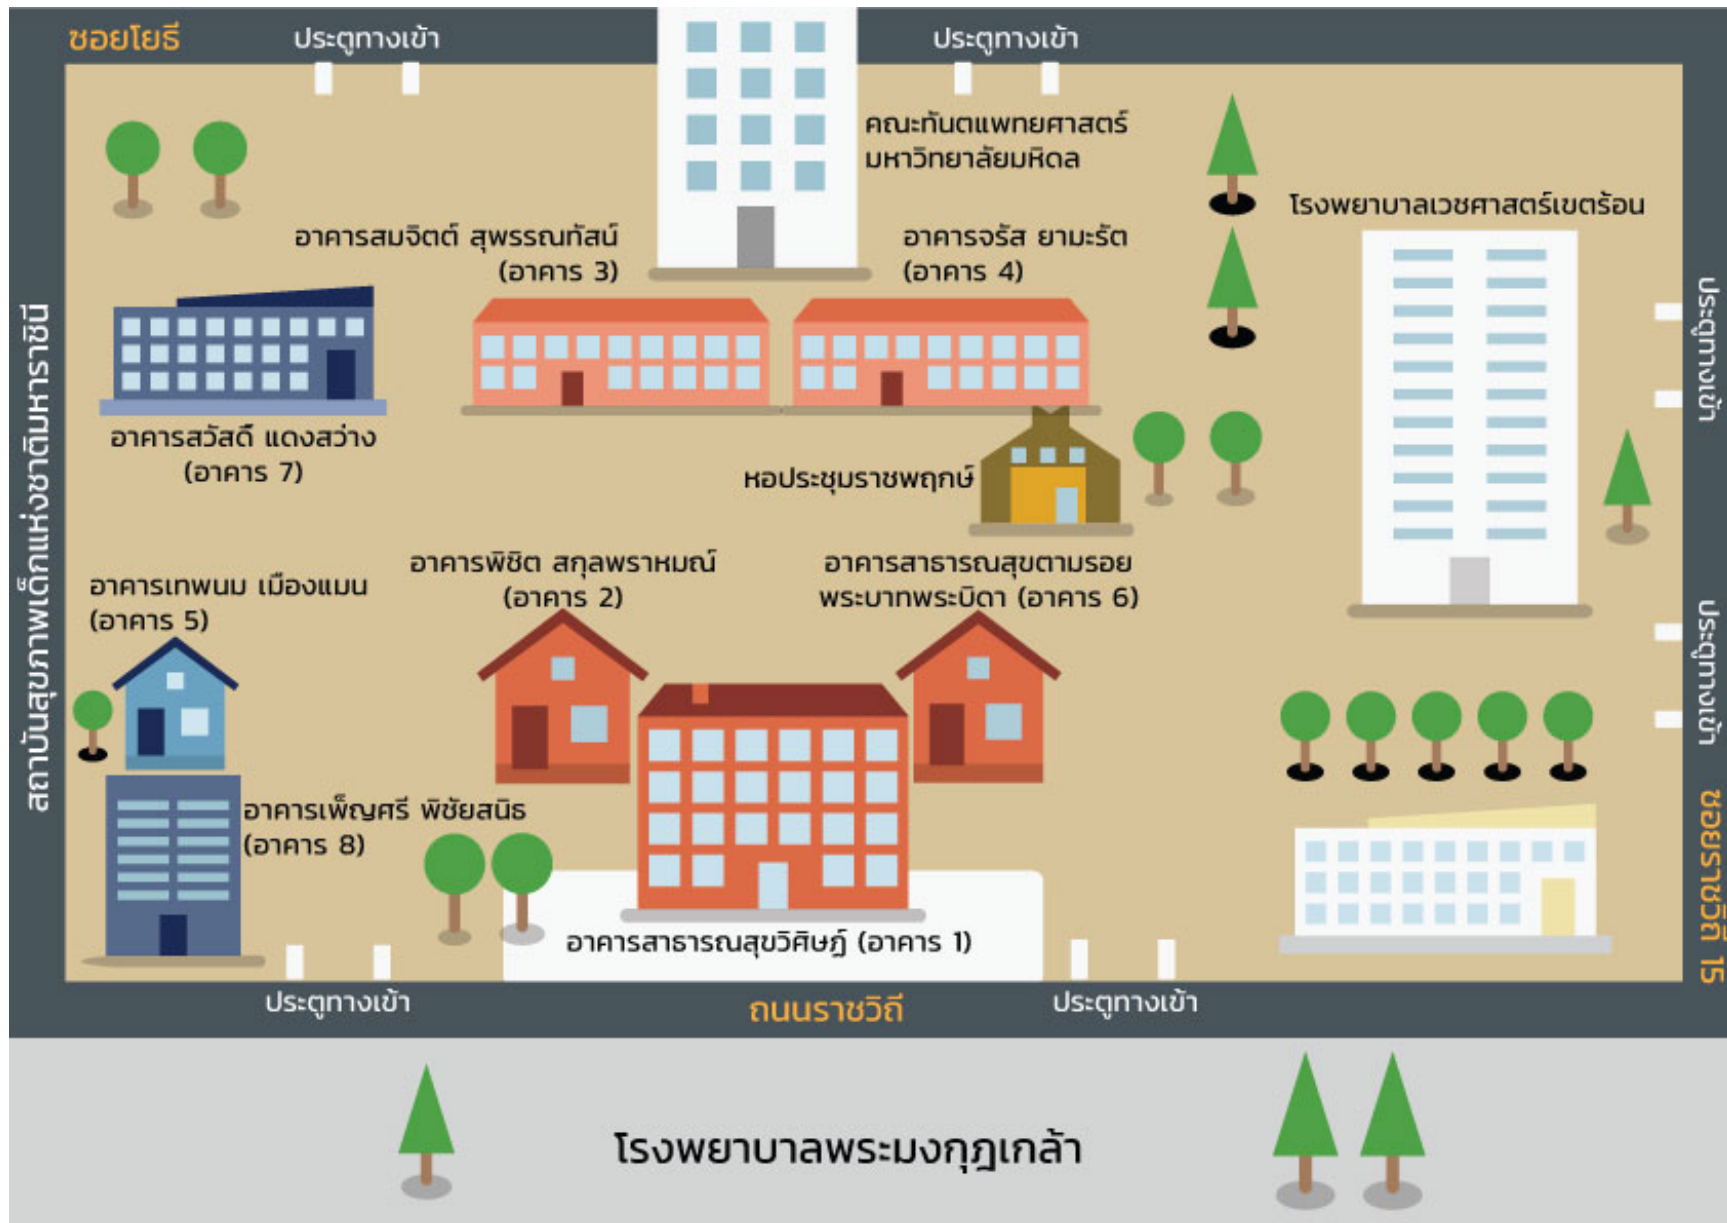 ซอยโยธี
ประตูทางเข้า
ประตูทางเข้า
คณะทันตแพทยศาสตร์
มหาวิทยาลัยมหิดล
โรงพยาบาลเวชศาสตร์เขตร้อน
อาคารสมจิตต์ สุพรรณทัสน์
(อาคาร 3)
อาคารจรัส ยามะรัต
(อาคาร 4)
ประตูทางเข้า
สถาบันสุขภาพเด็กแห่งชาติมหาราชินี
อาคารสวัสดิ์ แดงสว่าง
(อาคาร 7)
หอประชุมราชพฤกษ์
อาคารพิชิต สกุลพราหมณ์
(อาคาร 2)
อาคารสาธารณสุขตามรอย
พระบาทพระบิดา (อาคาร 6)
อาคารเทพนม เมืองแมน
(อาคาร 5)
ประตูทางเข้า
อาคารเพ็ญศรี พิชัยสนิธ
(อาคาร 8)
ซอยราชวิถี 15
อาคารสาธารณสุขวิศิษฏ์ (อาคาร 1)
ประตูทางเข้า
ถนนราชวิถี
ประตูทางเข้า
โรงพยาบาลพระมงกุฎเกล้า